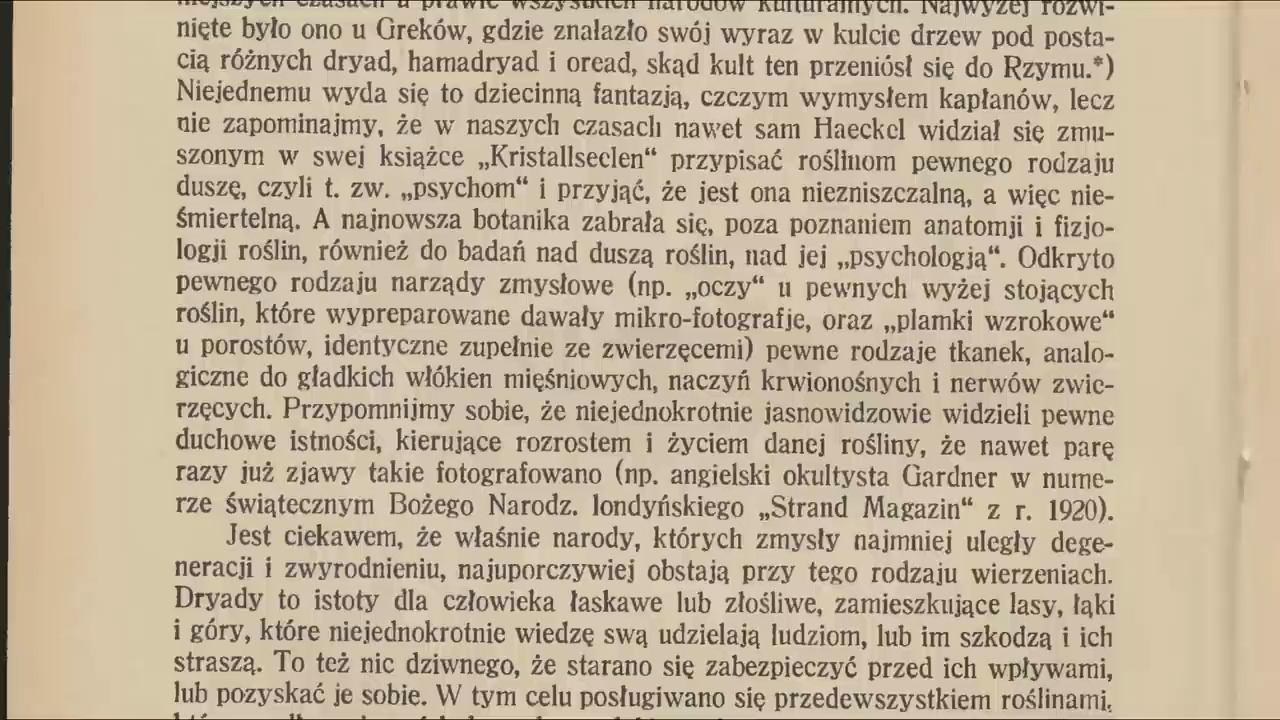 niejszych czasach u prawie wszystkich narodów kulturalnych. Najwyżej rozwi-
nięte było ono u Greków, gdzie znalazło swój wyraz w kulcie drzew pod posta-
cią różnych dryad, hamadryad i oread, skąd kult ten przeniósł się do Rzymu.*)
Niejednemu wyda się to dziecinną fantazją, czczym wymysłem kapłanów, lecz
nie zapominajmy, że w naszych czasach nawet sam Haeckel widział się zmu-
szonym w swej książce „Kristallseelen“ przypisać roślinom pewnego rodzaju
duszę, czyli t. zw. „psychom“ i przyjąć, że jest ona niezniszczalną, a więc nie-
śmiertelną. A najnowsza botanika zabrała się, poza poznaniem anatomji i fizjo-
logji roślin, również do badań nad duszą roślin, nad jej „psychologją“. Odkryto
pewnego rodzaju narządy zmysłowe (np. „oczy“ u pewnych wyżej stojących
roślin, które wypreparowane dawały mikro-fotografje, oraz „plamki wzrokowe“
u porostów, identyczne zupełnie ze zwierzęcemi) pewne rodzaje tkanek, analo-
giczne do gładkich włókien mięśniowych, naczyń krwionośnych i nerwów zwie-
rzęcych. Przypomnijmy sobie, że niejednokrotnie jasnowidzowie widzieli pewne
duchowe istności, kierujące rozrostem i życiem danej rośliny, że nawet parę
razy już zjawy takie fotografowano (np. angielski okultysta Gardner w nume-
rze świątecznym Bożego Narodz. londyńskiego „Strand Magazin“ z r. 1920).
Jest ciekawem, że właśnie narody, których zmysły najmniej uległy dege-
neracji i zwyrodnieniu, najuporczywiej obstają przy tego rodzaju wierzeniach.
Dryady to istoty dla człowieka łaskawe lub złośliwe, zamieszkujące lasy, łąki
i góry, które niejednokrotnie wiedzę swą udzielają ludziom, lub im szkodzą i ich
straszą. To też nic dziwnego, że starano się zabezpieczyć przed ich wpływami,
lub pozyskać je sobie. W tym celu posługiwano się przedewszystkiem roślinami,